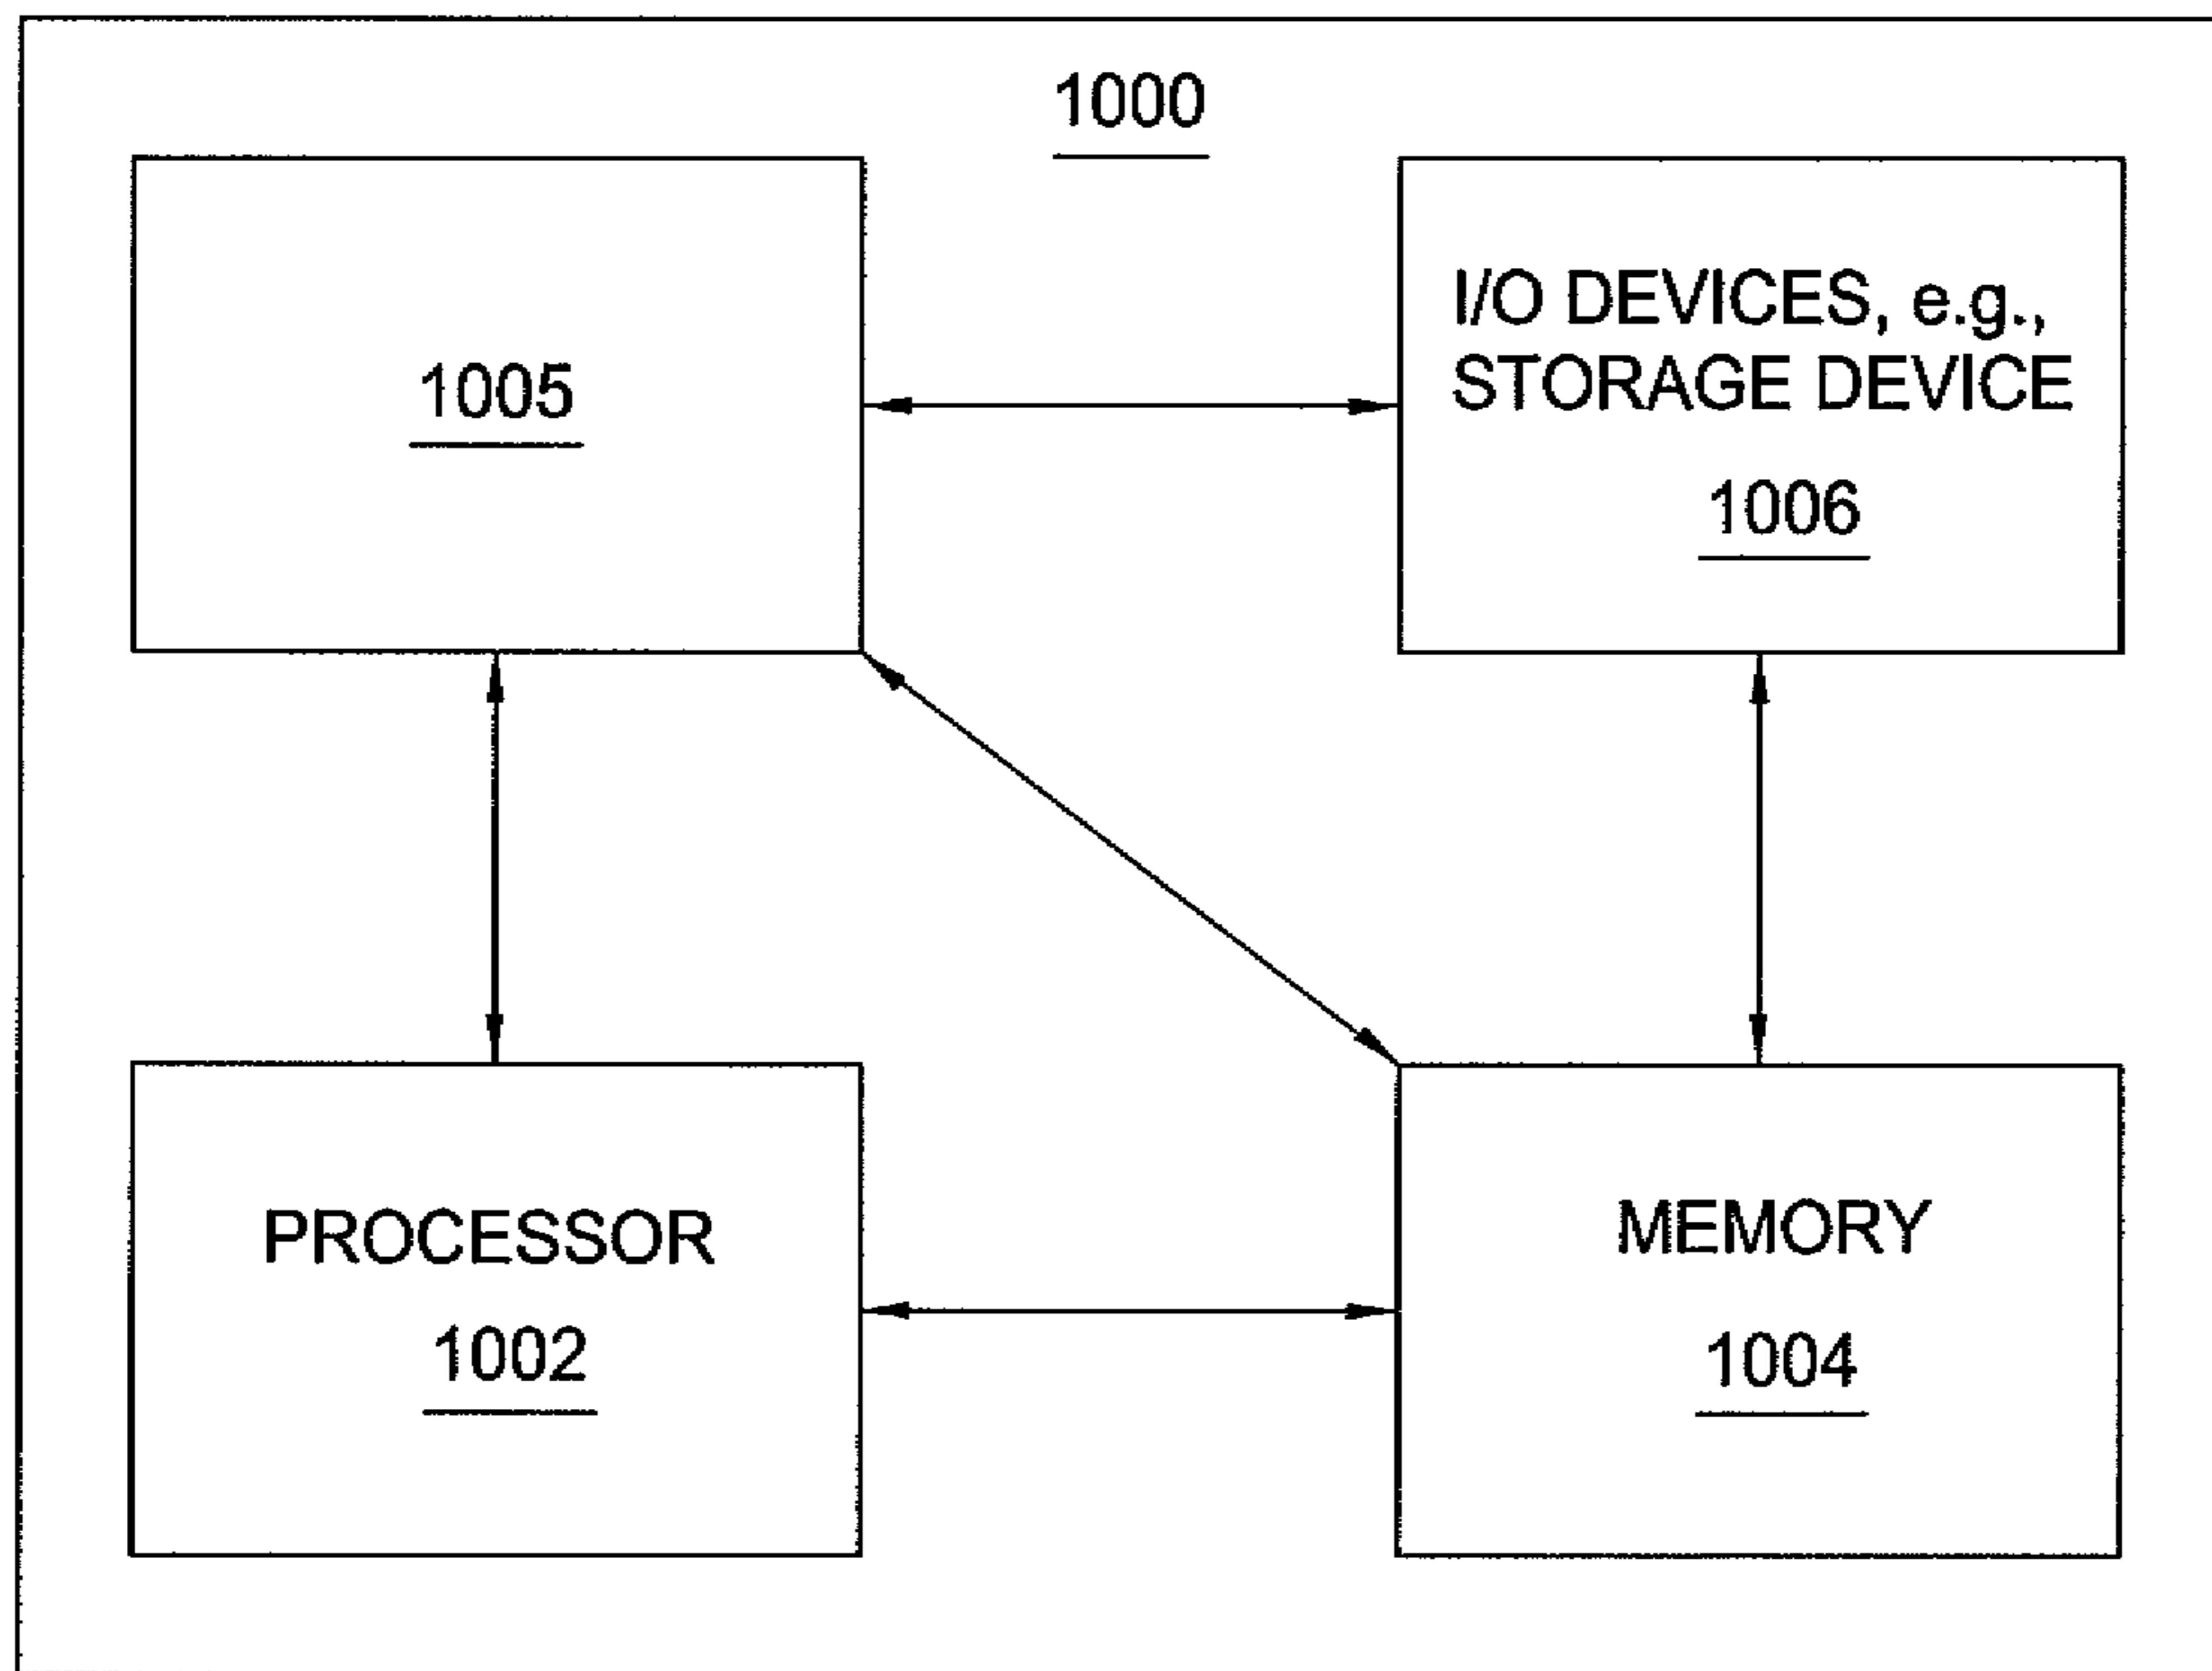 1000
1005
I/O DEVICES, e.g.,
STORAGE DEVICE
1006
PROCESSOR
1002
MEMORY
1004